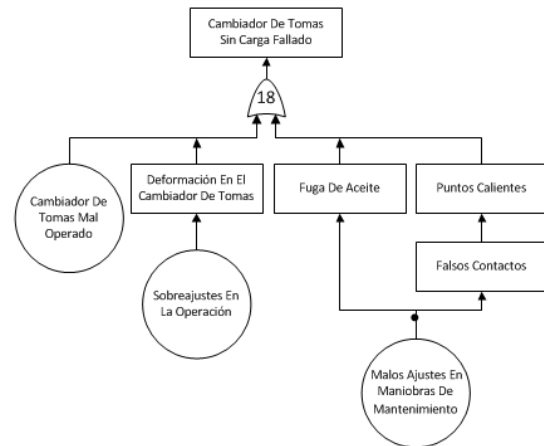 Cambiador De Tomas
Sin Carga Fallado
18
Cambiador De
Tomas Mal
Operado
Deformación En El
Cambiador De Tomas
Fuga De Aceite
Puntos Calientes
Sobreajustes En
La Operación
Falsos Contactos
Malos Ajustes En
Maniobras De
Mantenimiento